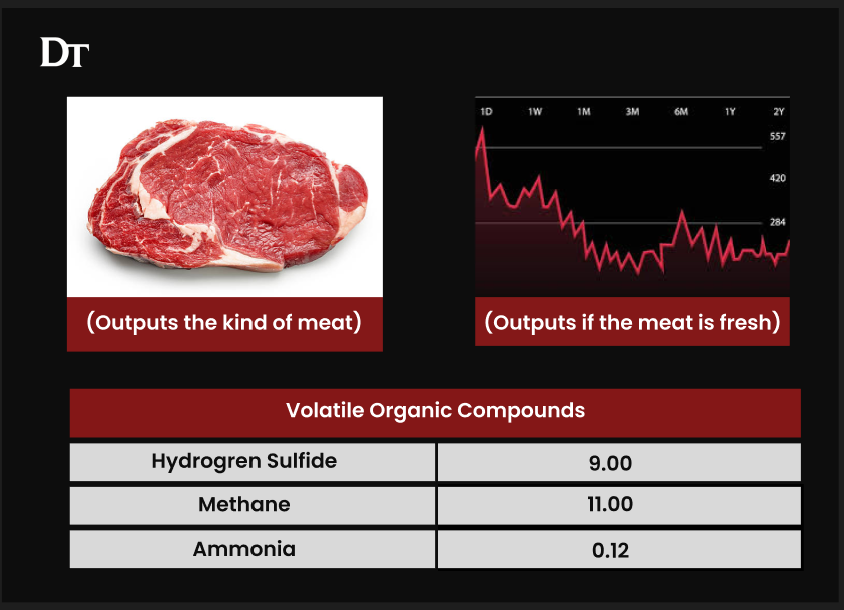 DT
1D 1W 1M 3M 6M 1Y 2Y
557
420
284
(Outputs the kind of meat)
(Outputs if the meat is fresh)
Volatile Organic Compounds
Hydrogren Sulfide 9.00
Methane 11.00
Ammonia 0.12